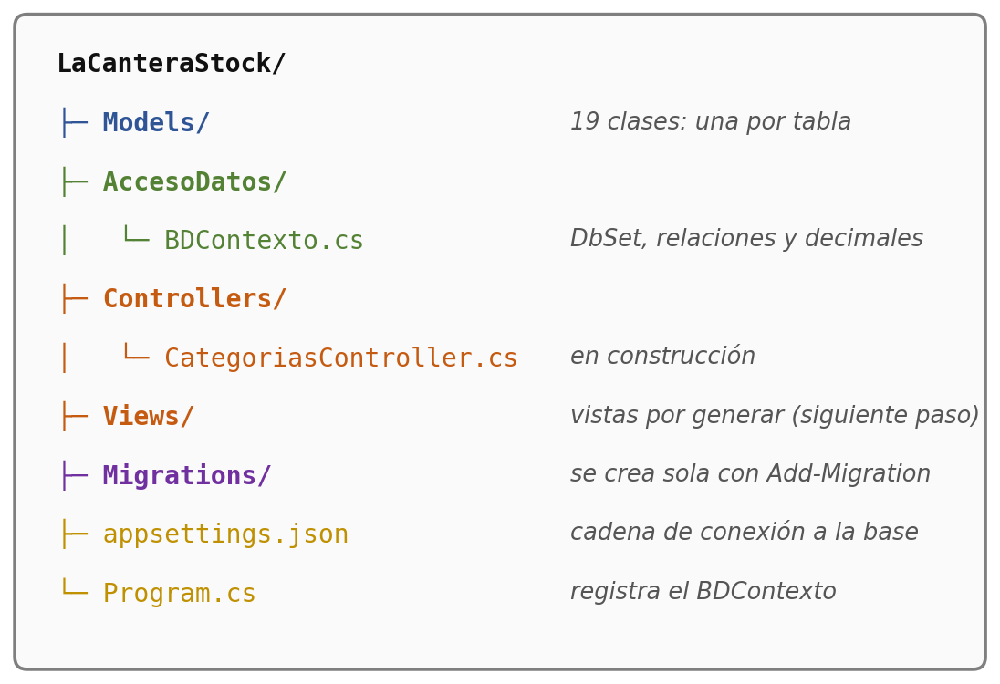 LaCanteraStock/
├─ Models/ 19 clases: una por tabla
├─ AccesoDatos/
│   └─ BDContexto.cs DbSet, relaciones y decimales
├─ Controllers/
│   └─ CategoriasController.cs en construcción
├─ Views/ vistas por generar (siguiente paso)
├─ Migrations/ se crea sola con Add-Migration
├─ appsettings.json cadena de conexión a la base
└─ Program.cs registra el BDContexto